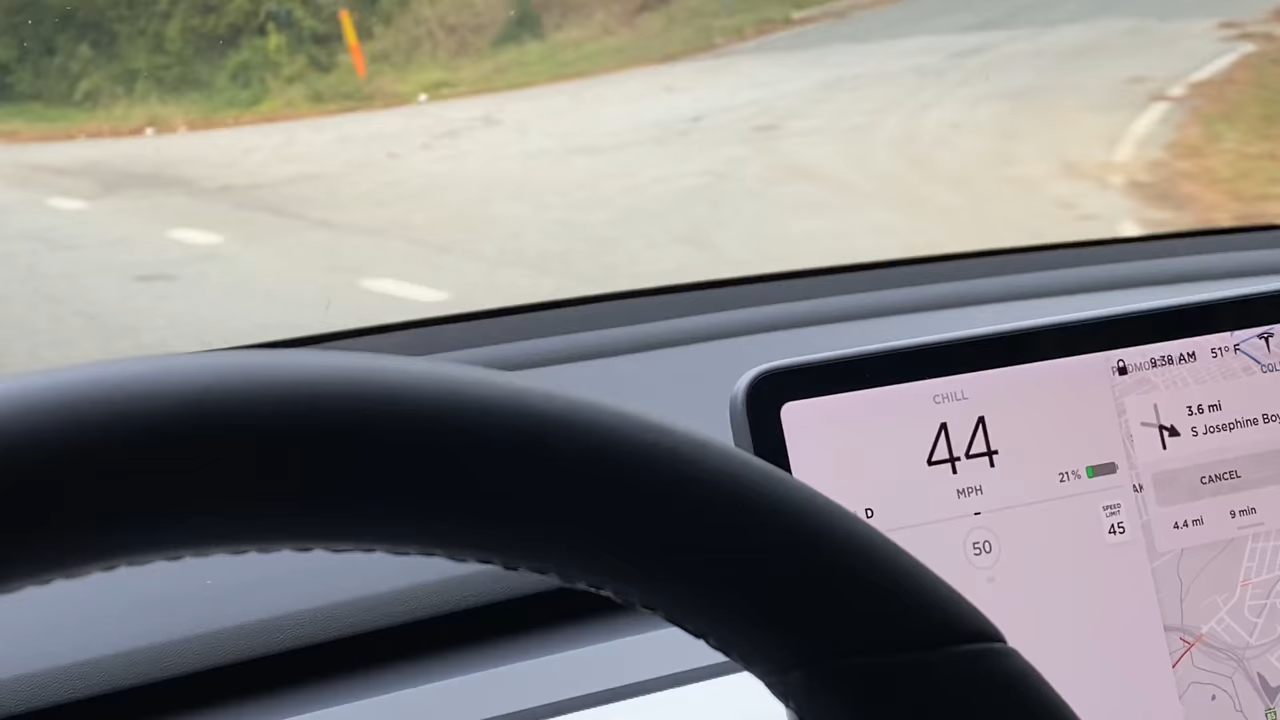 CHILL
44
MPH
21%
D
50
SPEED
LIMIT
45
9:38 AM 51° F
3.6 mi
S Josephine Boy
CANCEL
4.4 mi 9 min